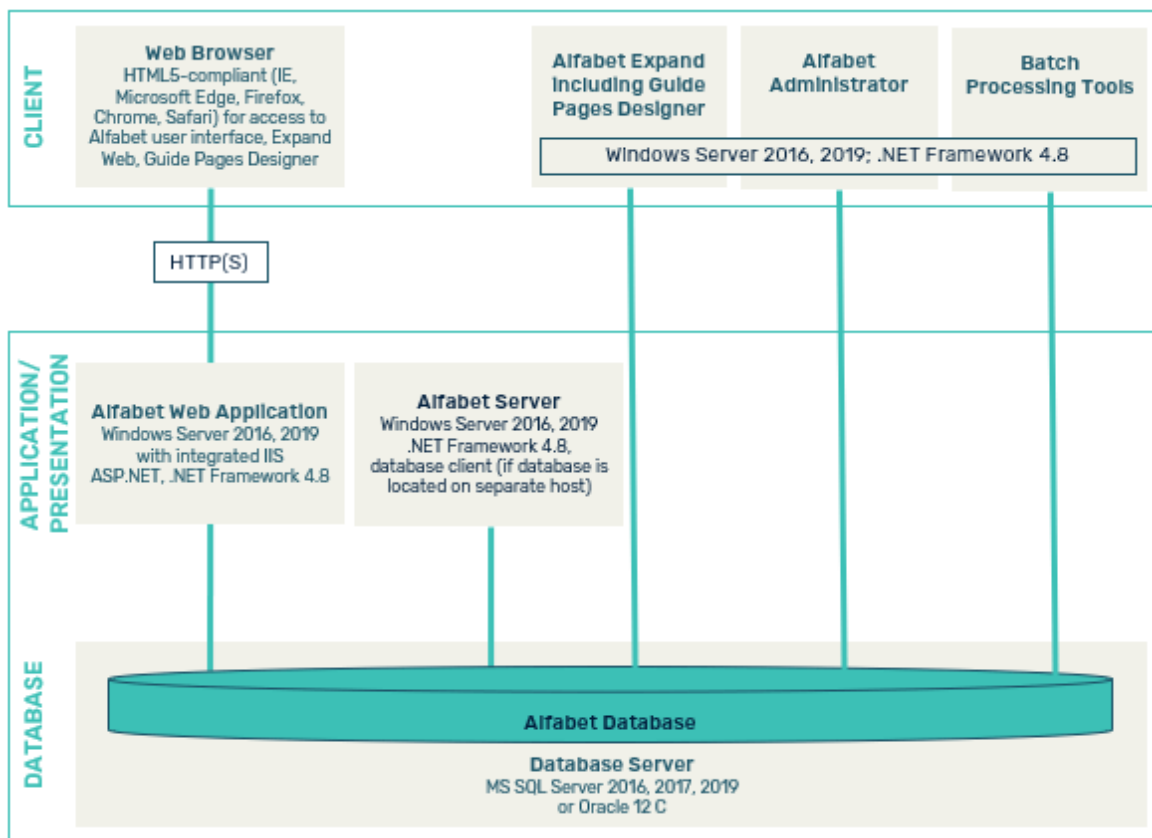 CLIENT
Web Browser
HTML5-compliant (IE,
Microsoft Edge, Firefox,
Chrome, Safari) for access to
Alfabet user interface, Expand
Web, Guide Pages Designer
Alfabet Expand
Including Guide
Pages Designer
Alfabet
Administrator
Batch
Processing Tools
Windows Server 2016, 2019; .NET Framework 4.8
HTTP(S)
APPLICATION/
PRESENTATION
Alfabet Web Application
Windows Server 2016, 2019
with integrated IIS
ASP.NET, .NET Framework 4.8
Alfabet Server
Windows Server 2016, 2019
.NET Framework 4.8,
database client (if database is
located on separate host)
DATABASE
Alfabet Database
Database Server
MS SQL Server 2016, 2017, 2019
or Oracle 12 C